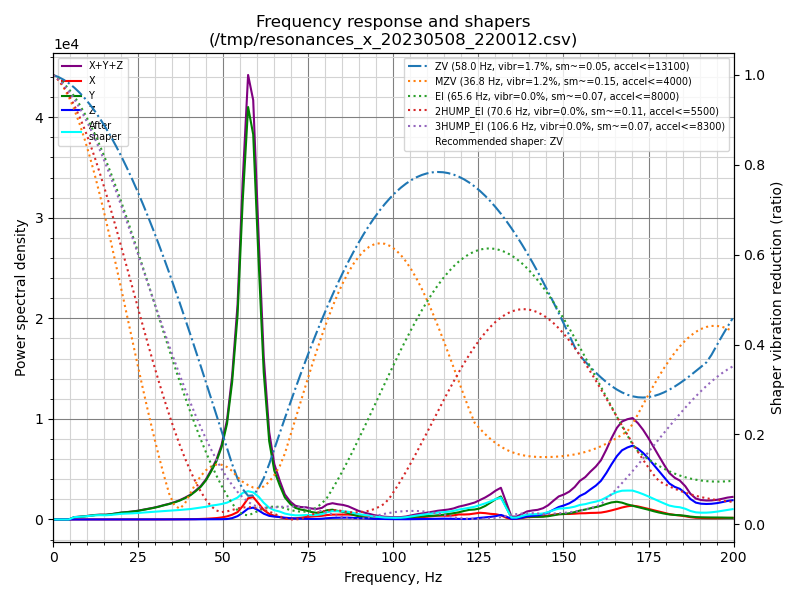 Frequency response and shapers
(/tmp/resonances_x_20230508_220012.csv)
1e4
X+Y+Z
X
Y
Z
After
shaper
ZV (58.0 Hz, vibr=1.7%, sm~=0.05, accel<=13100)
MZV (36.8 Hz, vibr=1.2%, sm~=0.15, accel<=4000)
EI (65.6 Hz, vibr=0.0%, sm~=0.07, accel<=8000)
2HUMP_EI (70.6 Hz, vibr=0.0%, sm~=0.11, accel<=5500)
3HUMP_EI (106.6 Hz, vibr=0.0%, sm~=0.07, accel<=8300)
Recommended shaper: ZV
4
3
2
1
0
Power spectral density
1.0
0.8
0.6
0.4
0.2
0.0
Shaper vibration reduction (ratio)
0 25 50 75 100 125 150 175 200
Frequency, Hz